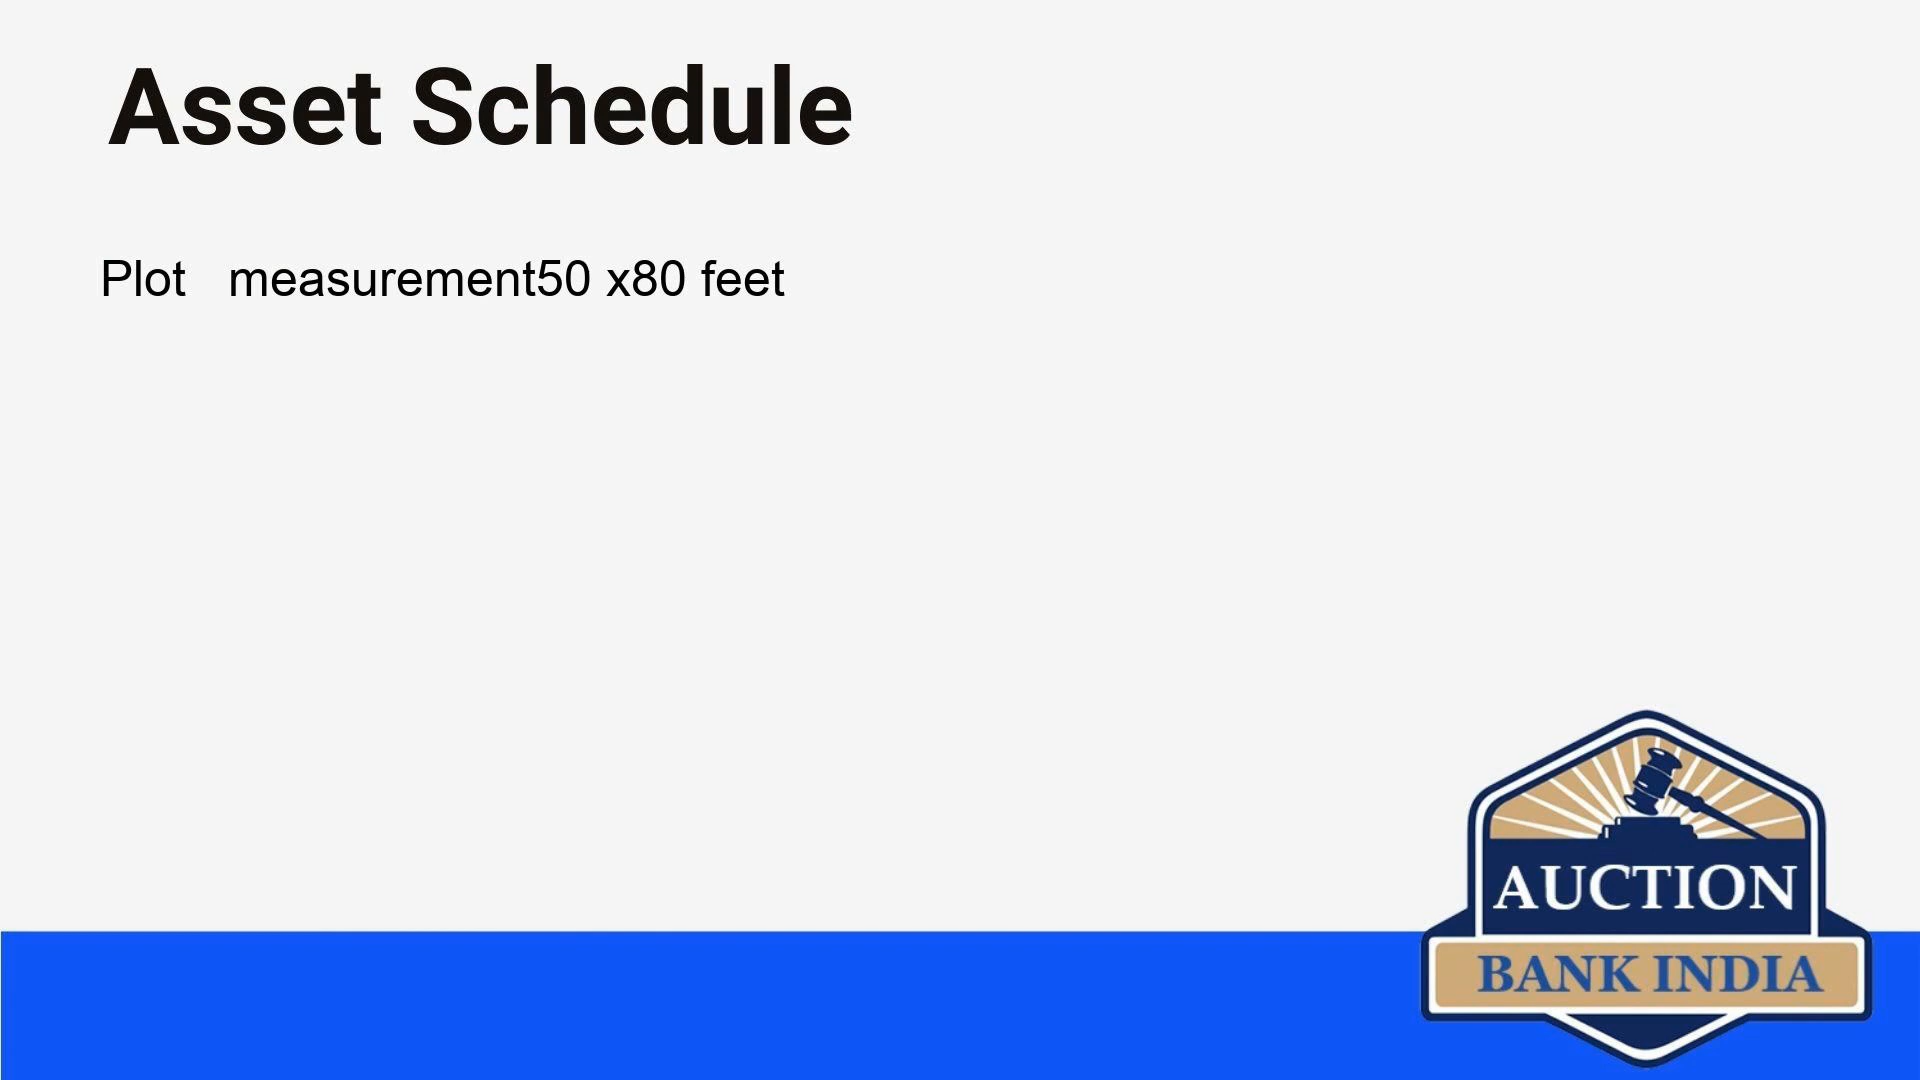 Asset Schedule
Plot   measurement50 x80 feet
AUCTION
BANK INDIA